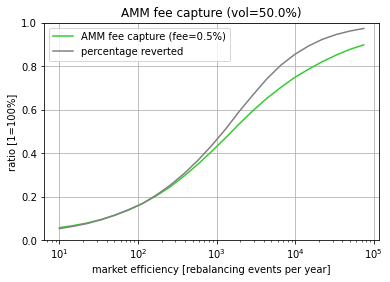 AMM fee capture (vol=50.0%)
AMM fee capture (fee=0.5%)
percentage reverted
ratio [1=100%]
1.0
0.8
0.6
0.4
0.2
0.0
10¹ 10² 10³ 10⁴ 10⁵
market efficiency [rebalancing events per year]